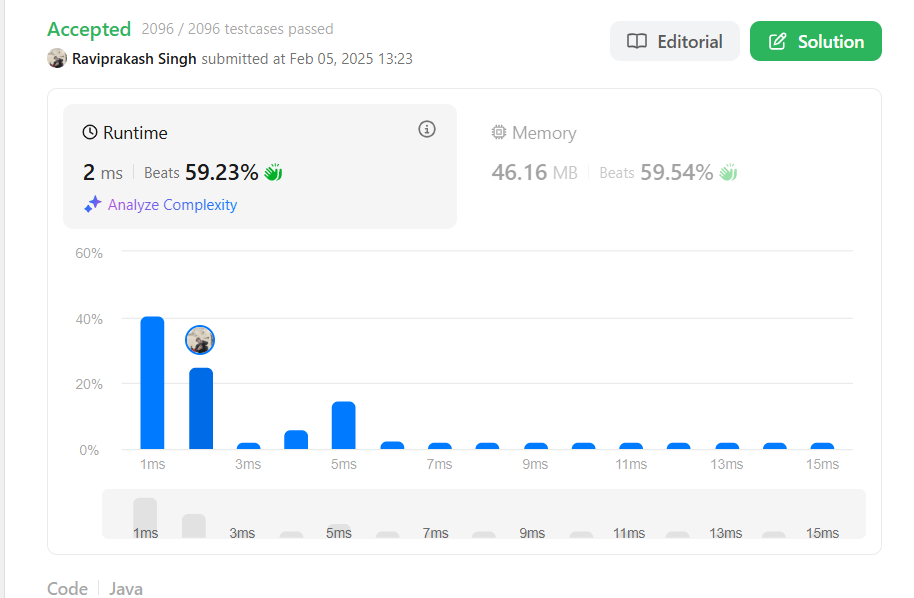 Accepted 2096 / 2096 testcases passed
Editorial
Solution
Raviprakash Singh submitted at Feb 05, 2025 13:23
Runtime
2 ms Beats 59.23%
Analyze Complexity
Memory
46.16 MB Beats 59.54%
60%
40%
20%
0%
1ms 3ms 5ms 7ms 9ms 11ms 13ms 15ms
1ms 3ms 5ms 7ms 9ms 11ms 13ms 15ms
Code Java